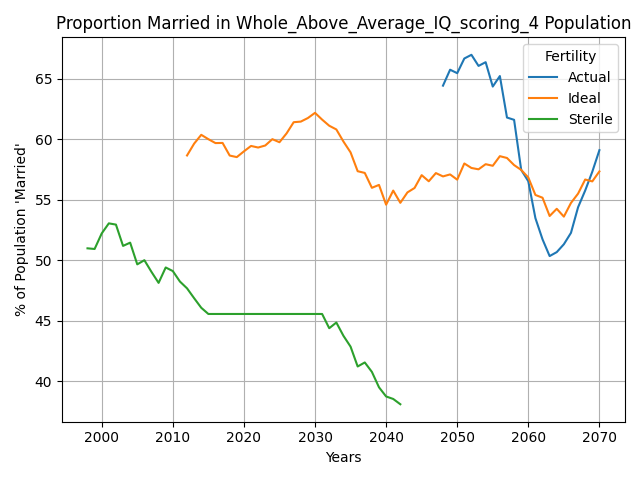 Proportion Married in Whole_Above_Average_IQ_scoring_4 Population
Fertility
Actual
Ideal
Sterile
% of Population 'Married'
65
60
55
50
45
40
2000
2010
2020
2030
2040
2050
2060
2070
Years